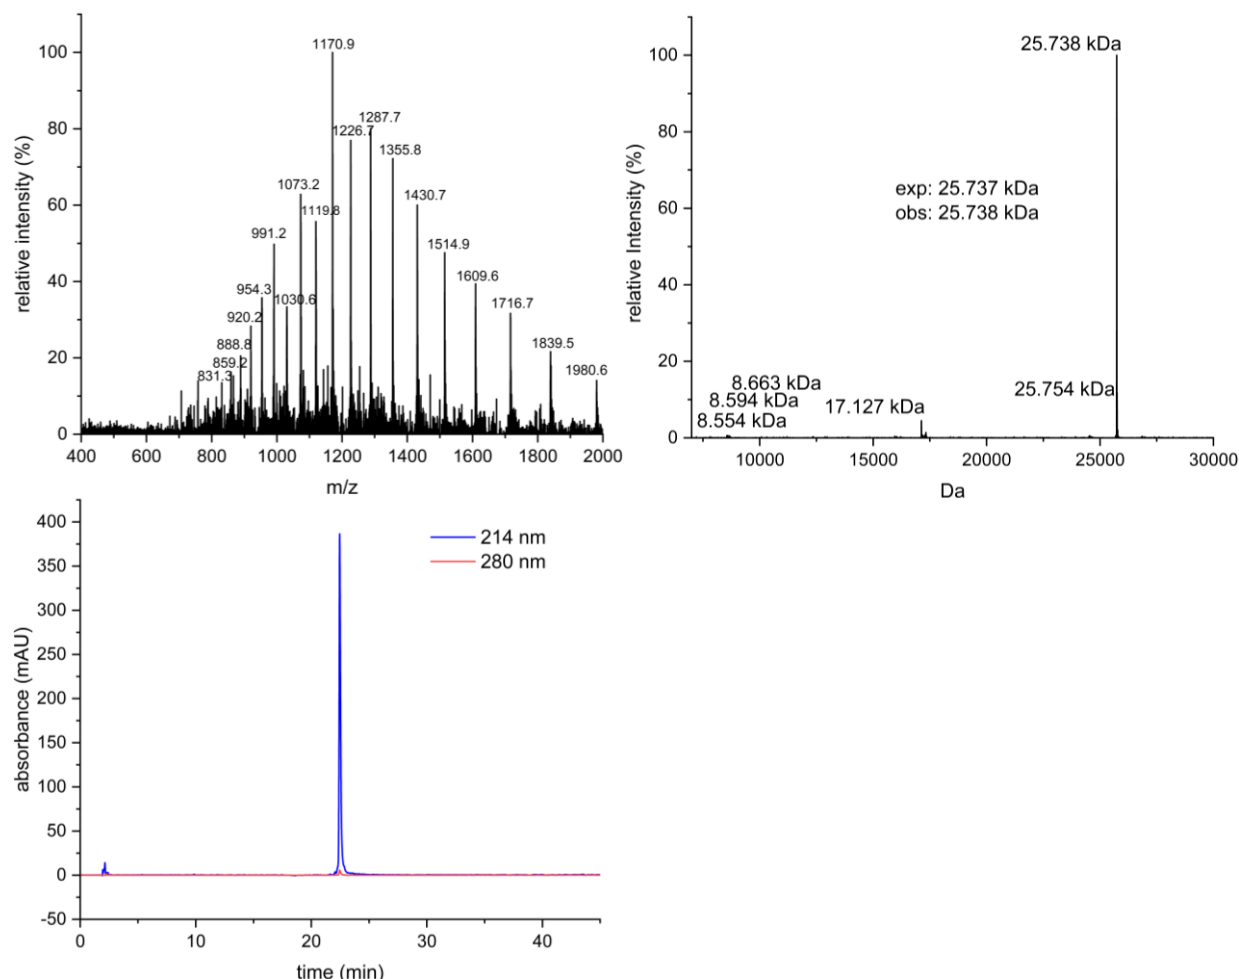 1170.9
100
1287.7
1226.7
80
1355.8
1073.2
1430.7
60
1119.8
991.2
1514.9
1609.6
40
954.3
1030.6
1716.7
920.2
888.8
1839.5
20
859.2
831.3
1980.6
0
400 600 800 1000 1200 1400 1600 1800 2000
m/z
relative intensity (%)
25.738 kDa
100
80
exp: 25.737 kDa
60
obs: 25.738 kDa
40
20
8.663 kDa
25.754 kDa
8.594 kDa
17.127 kDa
8.554 kDa
0
10000 15000 20000 25000 30000
Da
relative Intensity (%)
400
214 nm
280 nm
350
300
250
200
150
100
50
0
-50
0 10 20 30 40
time (min)
absorbance (mAU)